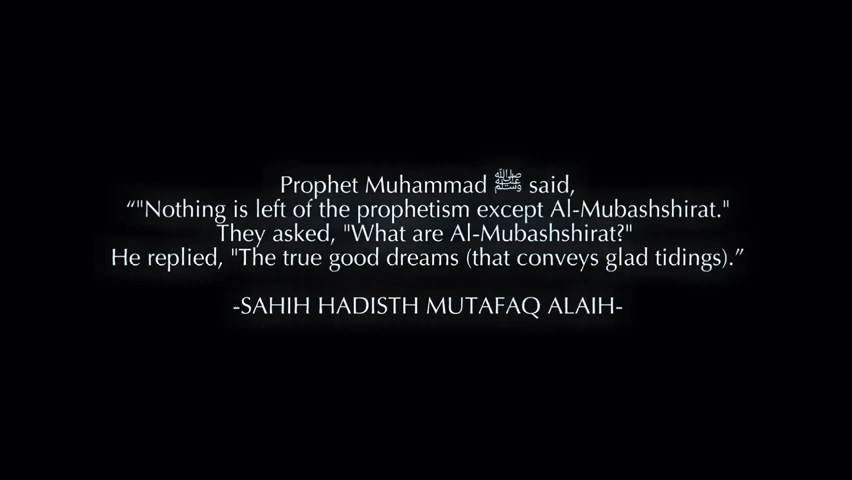 Prophet Muhammad ﷺ said,
“"Nothing is left of the prophetism except Al-Mubashshirat."
They asked, "What are Al-Mubashshirat?"
He replied, "The true good dreams (that conveys glad tidings).”
-SAHIH HADISTH MUTAFAQ ALAIH-